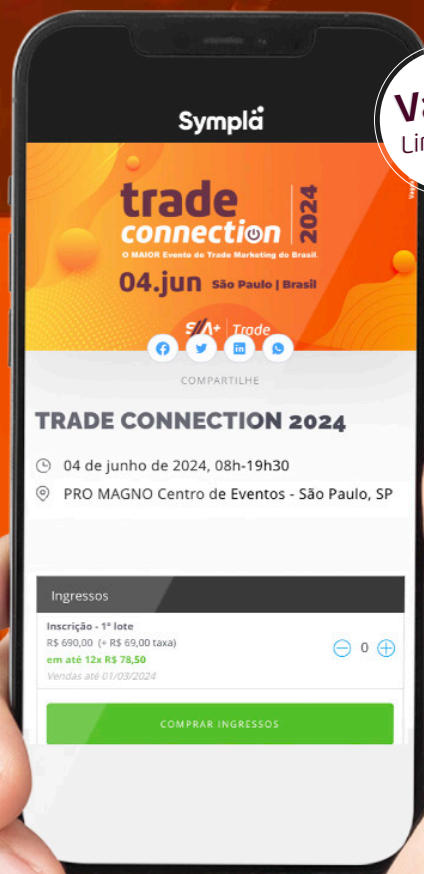 Symplä
trade
connection
2024
O MAIOR Evento de Trade Marketing do Brasil.
04.jun São Paulo | Brasil
SA+ Trade
COMPARTILHE
TRADE CONNECTION 2024
04 de junho de 2024, 08h-19h30
PRO MAGNO Centro de Eventos - São Paulo, SP
Ingressos
Inscrição - 1º lote
R$ 690,00 (+ R$ 69,00 taxa)
em até 12x R$ 78,50
Vendas até 01/03/2024
0
COMPRAR INGRESSOS